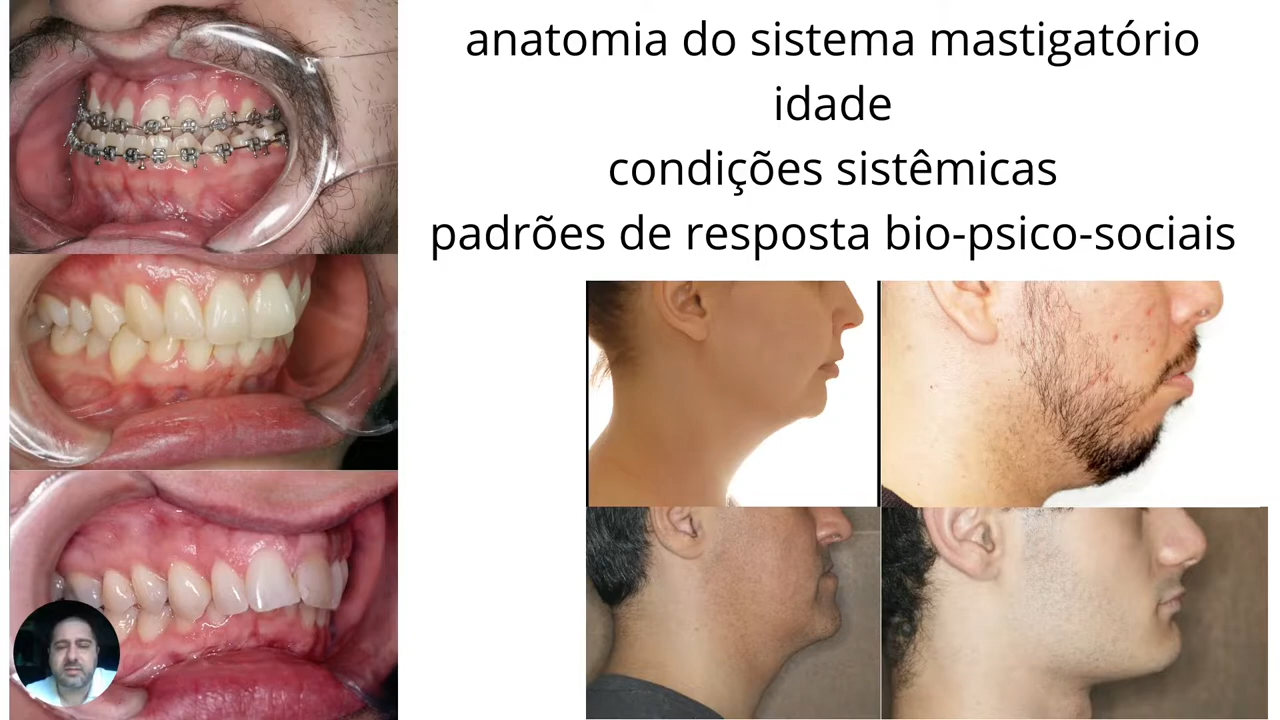 anatomia do sistema mastigatório
idade
condições sistêmicas
padrões de resposta bio-psico-sociais